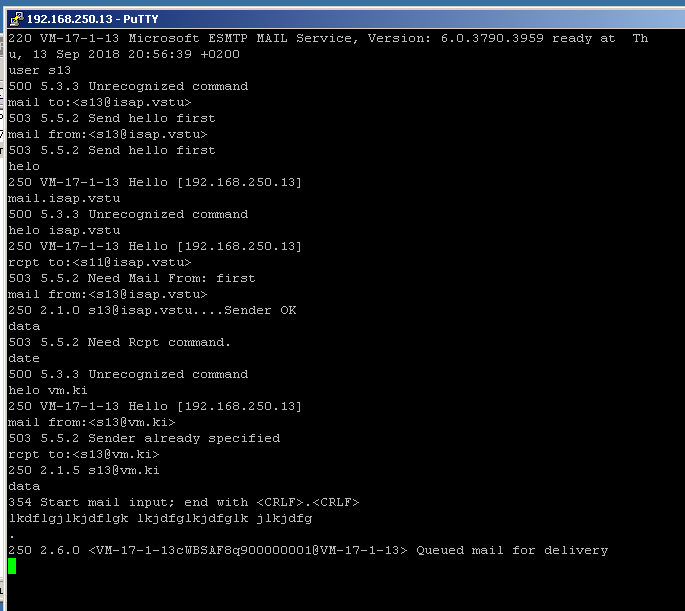 192.168.250.13 - PuTTY
220 VM-17-1-13 Microsoft ESMTP MAIL Service, Version: 6.0.3790.3959 ready at  Th
u, 13 Sep 2018 20:56:39 +0200
user s13
500 5.3.3 Unrecognized command
mail to:<s13@isap.vstu>
503 5.5.2 Send hello first
mail from:<s13@isap.vstu>
503 5.5.2 Send hello first
helo
250 VM-17-1-13 Hello [192.168.250.13]
mail.isap.vstu
500 5.3.3 Unrecognized command
helo isap.vstu
250 VM-17-1-13 Hello [192.168.250.13]
rcpt to:<s11@isap.vstu>
503 5.5.2 Need Mail From: first
mail from:<s13@isap.vstu>
250 2.1.0 s13@isap.vstu....Sender OK
data
503 5.5.2 Need Rcpt command.
date
500 5.3.3 Unrecognized command
helo vm.ki
250 VM-17-1-13 Hello [192.168.250.13]
mail from:<s13@vm.ki>
503 5.5.2 Sender already specified
rcpt to:<s13@vm.ki>
250 2.1.5 s13@vm.ki
data
354 Start mail input; end with <CRLF>.<CRLF>
lkdflgjlkjdflgk lkjdfglkjdfglk jlkjdfg
.
250 2.6.0 <VM-17-1-13cWBSAF8q900000001@VM-17-1-13> Queued mail for delivery